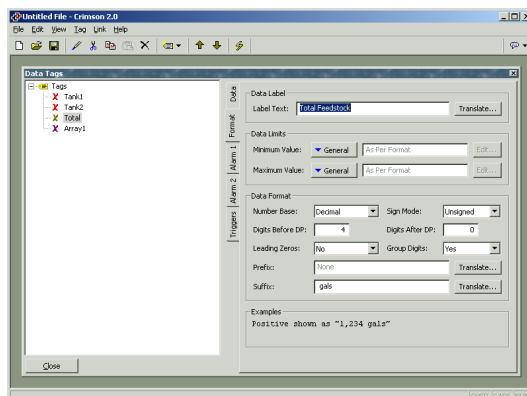 Untitled File - Crimson 2.0
File Edit View Tag Link Help
Data Tags
Tags
Tank1
Tank2
Total
Array1
Data
Format
Alarm 1
Alarm 2
Triggers
Data Label
Label Text: Total Feedstock Translate...
Data Limits
Minimum Value: General As Per Format Edit...
Maximum Value: General As Per Format Edit...
Data Format
Number Base: Decimal Sign Mode: Unsigned
Digits Before DP: 4 Digits After DP: 0
Leading Zeros: No Group Digits: Yes
Prefix: None Translate...
Suffix: gals Translate...
Examples
Positive shown as "1,234 gals"
Close